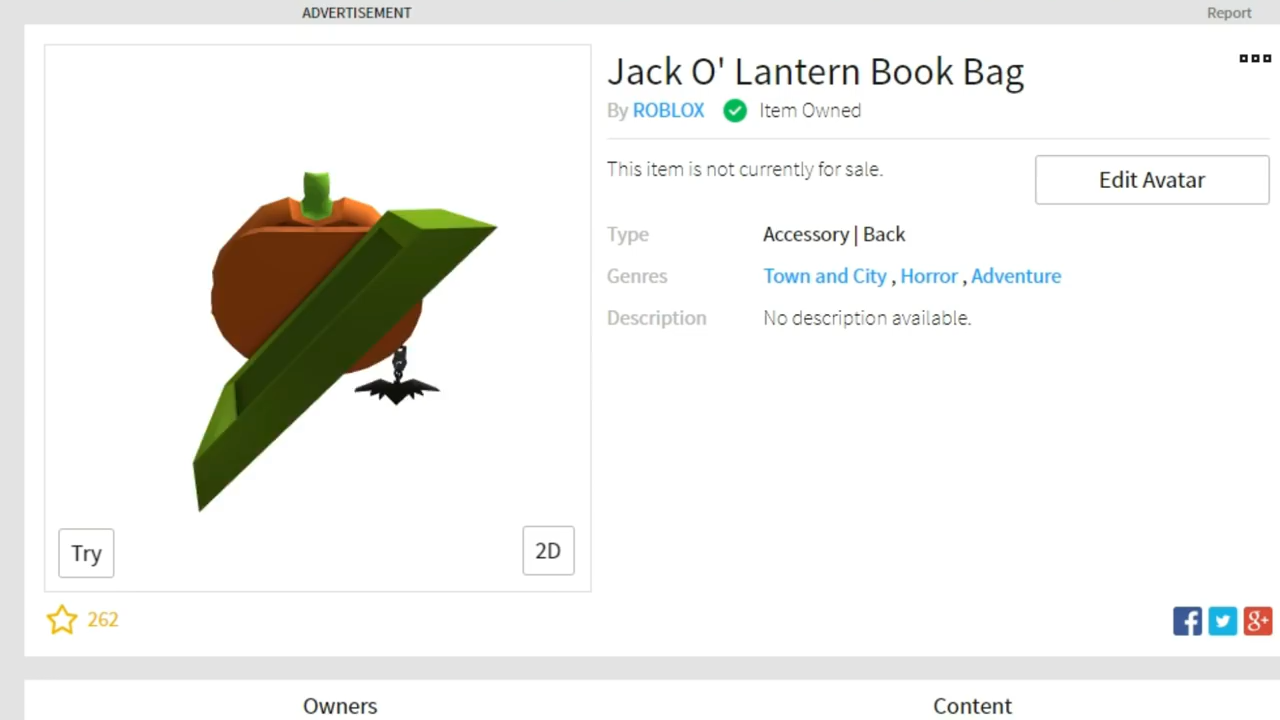 ADVERTISEMENT
Report
Jack O' Lantern Book Bag
By ROBLOX Item Owned
This item is not currently for sale.
Edit Avatar
Type Accessory | Back
Genres Town and City , Horror , Adventure
Description No description available.
Try
2D
262
Owners
Content